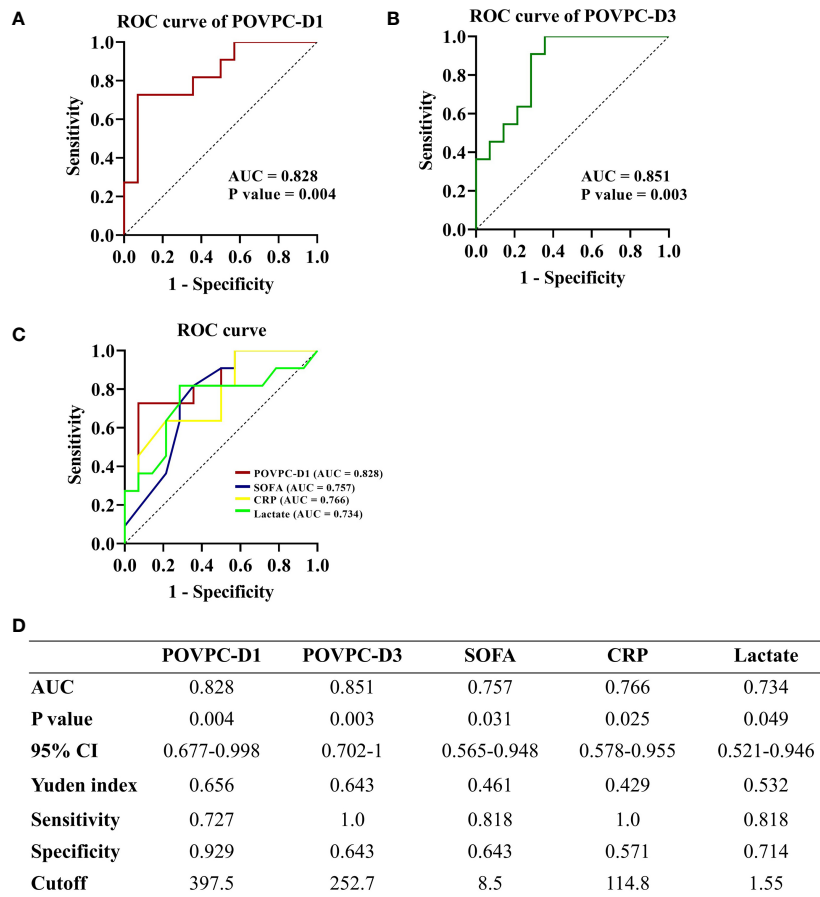 A
ROC curve of POVPC-D1
1.0
0.8
0.6
0.4
0.2
0.0
Sensitivity
AUC = 0.828
P value = 0.004
0.0 0.2 0.4 0.6 0.8 1.0
1 - Specificity
B
ROC curve of POVPC-D3
1.0
0.8
0.6
0.4
0.2
0.0
Sensitivity
AUC = 0.851
P value = 0.003
0.0 0.2 0.4 0.6 0.8 1.0
1 - Specificity
C
ROC curve
1.0
0.8
0.6
0.4
0.2
0.0
Sensitivity
POVPC-D1 (AUC = 0.828)
SOFA (AUC = 0.757)
CRP (AUC = 0.766)
Lactate (AUC = 0.734)
0.0 0.2 0.4 0.6 0.8 1.0
1 - Specificity
D
POVPC-D1 POVPC-D3 SOFA CRP Lactate
AUC 0.828 0.851 0.757 0.766 0.734
P value 0.004 0.003 0.031 0.025 0.049
95% CI 0.677-0.998 0.702-1 0.565-0.948 0.578-0.955 0.521-0.946
Yuden index 0.656 0.643 0.461 0.429 0.532
Sensitivity 0.727 1.0 0.818 1.0 0.818
Specificity 0.929 0.643 0.643 0.571 0.714
Cutoff 397.5 252.7 8.5 114.8 1.55